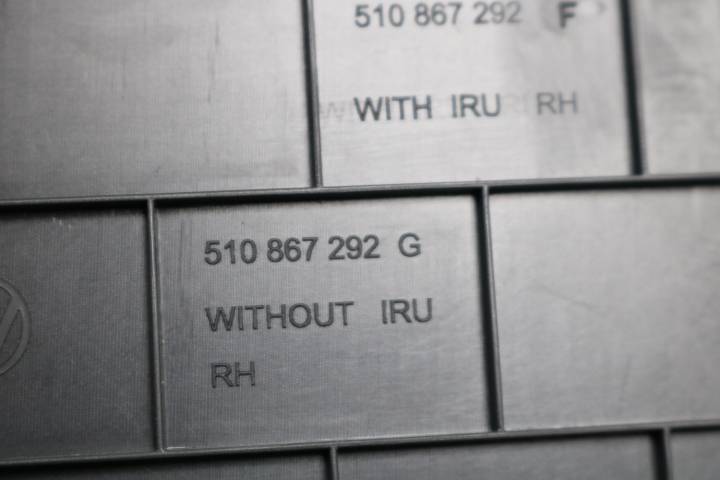 510 867 292 F
WITH IRU RH
510 867 292 G
WITHOUT IRU
RH